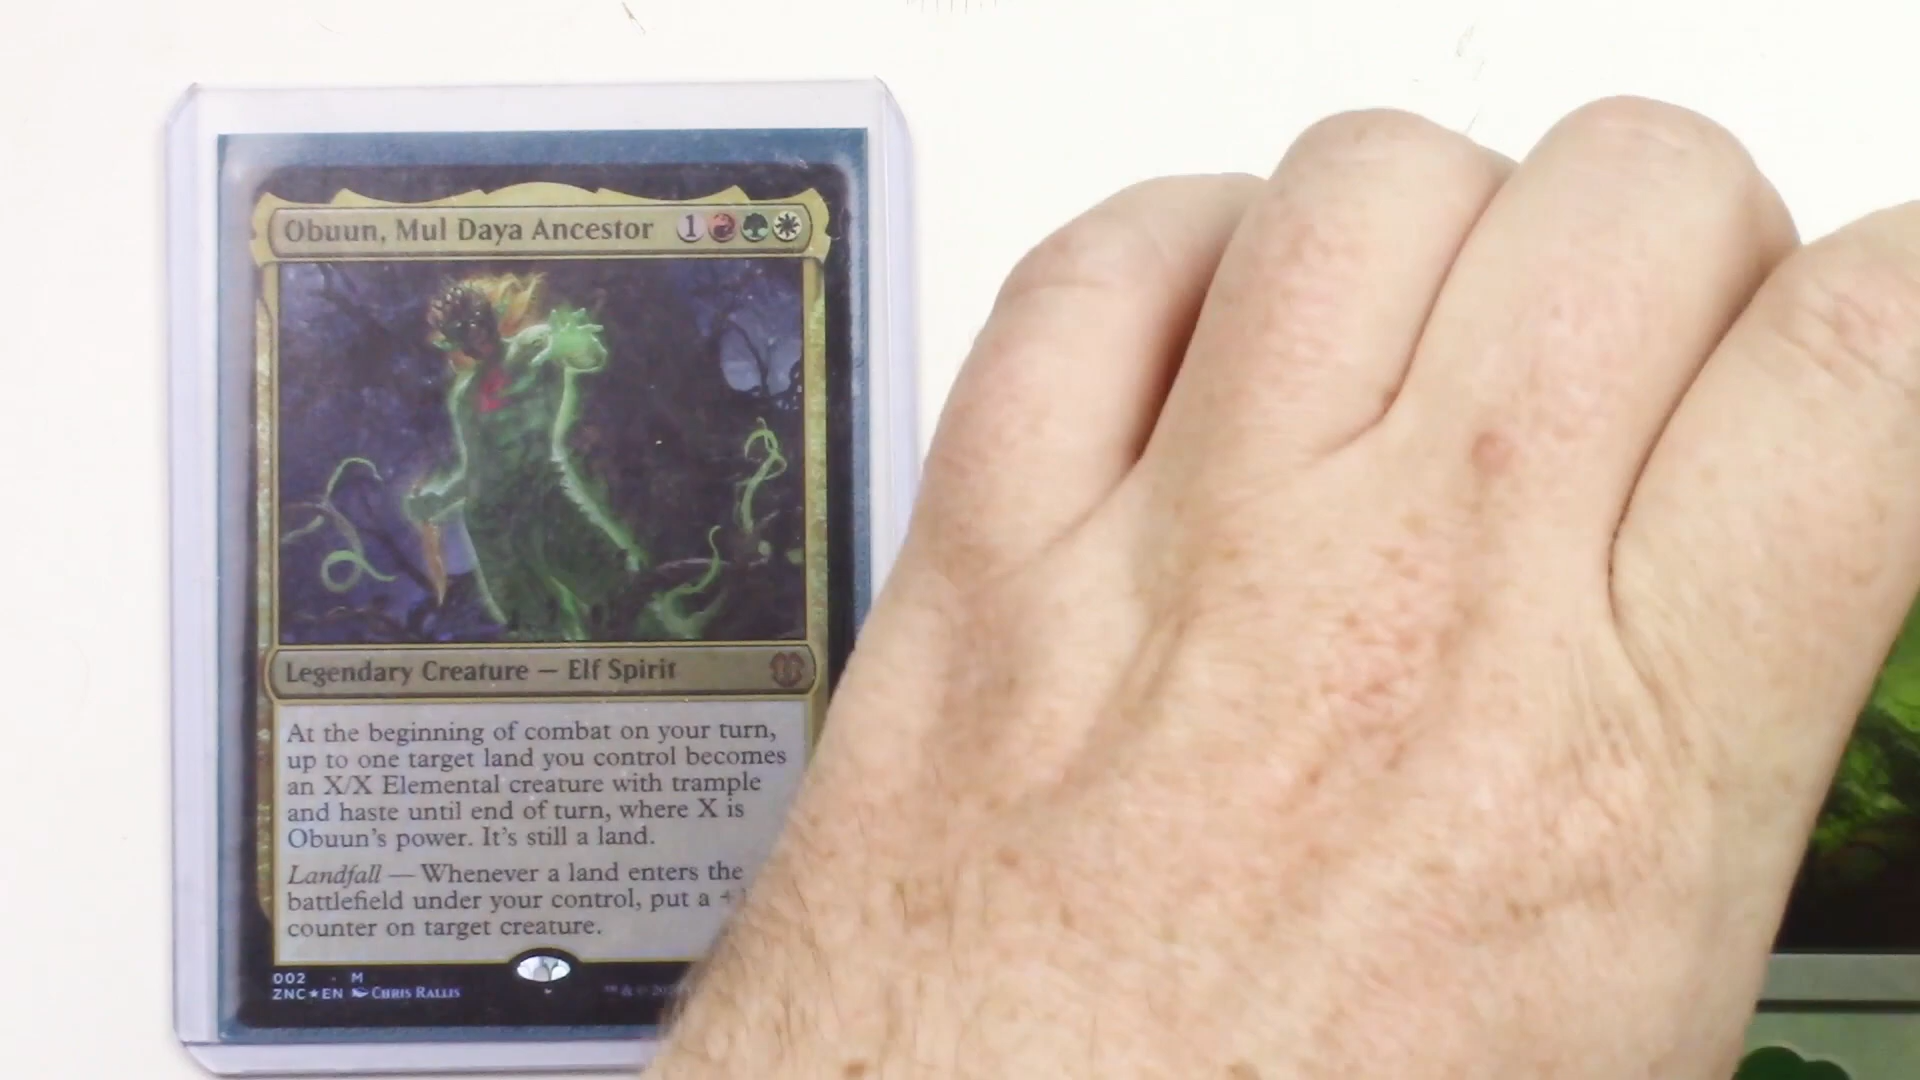 Obuun, Mul Daya Ancestor 1
Legendary Creature — Elf Spirit
At the beginning of combat on your turn,
up to one target land you control becomes
an X/X Elemental creature with trample
and haste until end of turn, where X is
Obuun's power. It's still a land.
Landfall — Whenever a land enters the
battlefield under your control, put a
counter on target creature.
002 M
ZNC★EN Chris Rallis
™ & ©